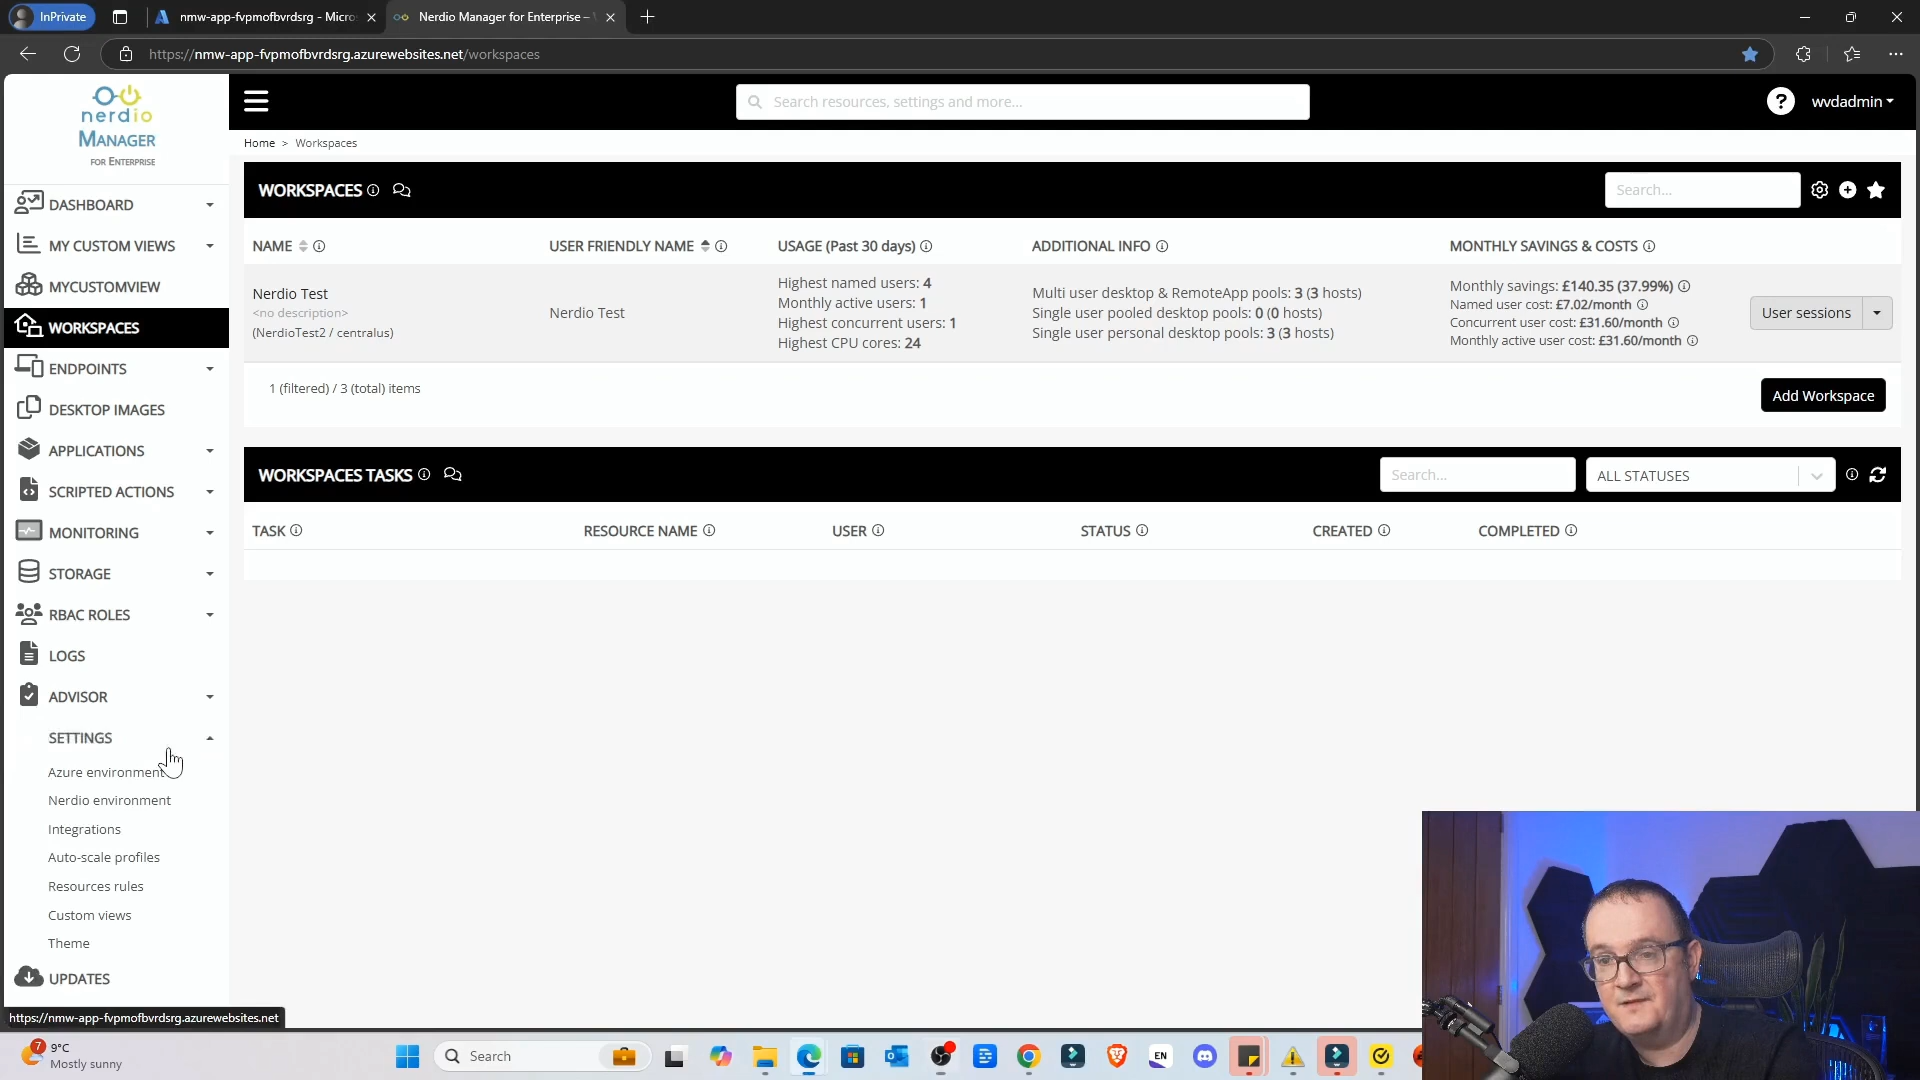 InPrivate
nmw-app-fvpmofbvrdsrg - Micros
Nerdio Manager for Enterprise –
https://nmw-app-fvpmofbvrdsrg.azurewebsites.net/workspaces
nerdio
MANAGER
FOR ENTERPRISE
Search resources, settings and more...
?
wvdadmin
Home > Workspaces
DASHBOARD
MY CUSTOM VIEWS
MYCUSTOMVIEW
WORKSPACES
ENDPOINTS
DESKTOP IMAGES
APPLICATIONS
SCRIPTED ACTIONS
MONITORING
STORAGE
RBAC ROLES
LOGS
ADVISOR
SETTINGS
Azure environment
Nerdio environment
Integrations
Auto-scale profiles
Resources rules
Custom views
Theme
UPDATES
WORKSPACES
Search...
NAME
USER FRIENDLY NAME
USAGE (Past 30 days)
ADDITIONAL INFO
MONTHLY SAVINGS & COSTS
Nerdio Test
<no description>
(NerdioTest2 / centralus)
Nerdio Test
Highest named users: 4
Monthly active users: 1
Highest concurrent users: 1
Highest CPU cores: 24
Multi user desktop & RemoteApp pools: 3 (3 hosts)
Single user pooled desktop pools: 0 (0 hosts)
Single user personal desktop pools: 3 (3 hosts)
Monthly savings: £140.35 (37.99%)
Named user cost: £7.02/month
Concurrent user cost: £31.60/month
Monthly active user cost: £31.60/month
User sessions
1 (filtered) / 3 (total) items
Add Workspace
WORKSPACES TASKS
Search...
ALL STATUSES
TASK
RESOURCE NAME
USER
STATUS
CREATED
COMPLETED
https://nmw-app-fvpmofbvrdsrg.azurewebsites.net
7
9°C
Mostly sunny
Search
EN